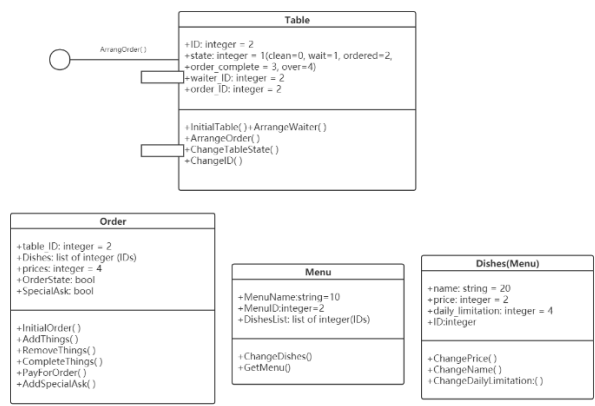 Table
ArrangOrder( )
+ID: integer = 2
+state: integer = 1(clean=0, wait=1, ordered=2,
+order_complete = 3, over=4)
+waiter_ID: integer = 2
+order_ID: integer = 2
+InitialTable( )+ArrangeWaiter( )
+ArrangeOrder( )
+ChangeTableState( )
+ChangeID( )
Order
+table_ID: integer = 2
+Dishes: list of integer (IDs)
+prices: integer = 4
+OrderState: bool
+SpecialAsk: bool
+InitialOrder( )
+AddThings( )
+RemoveThings( )
+CompleteThings( )
+PayForOrder( )
+AddSpecialAsk( )
Menu
+MenuName:string=10
+MenuID:integer=2
+DishesList: list of integer(IDs)
+ChangeDishes()
+GetMenu()
Dishes(Menu)
+name: string = 20
+price: integer = 2
+daily_limitation: integer = 4
+ID:integer
+ChangePrice( )
+ChangeName( )
+ChangeDailyLimitation:( )